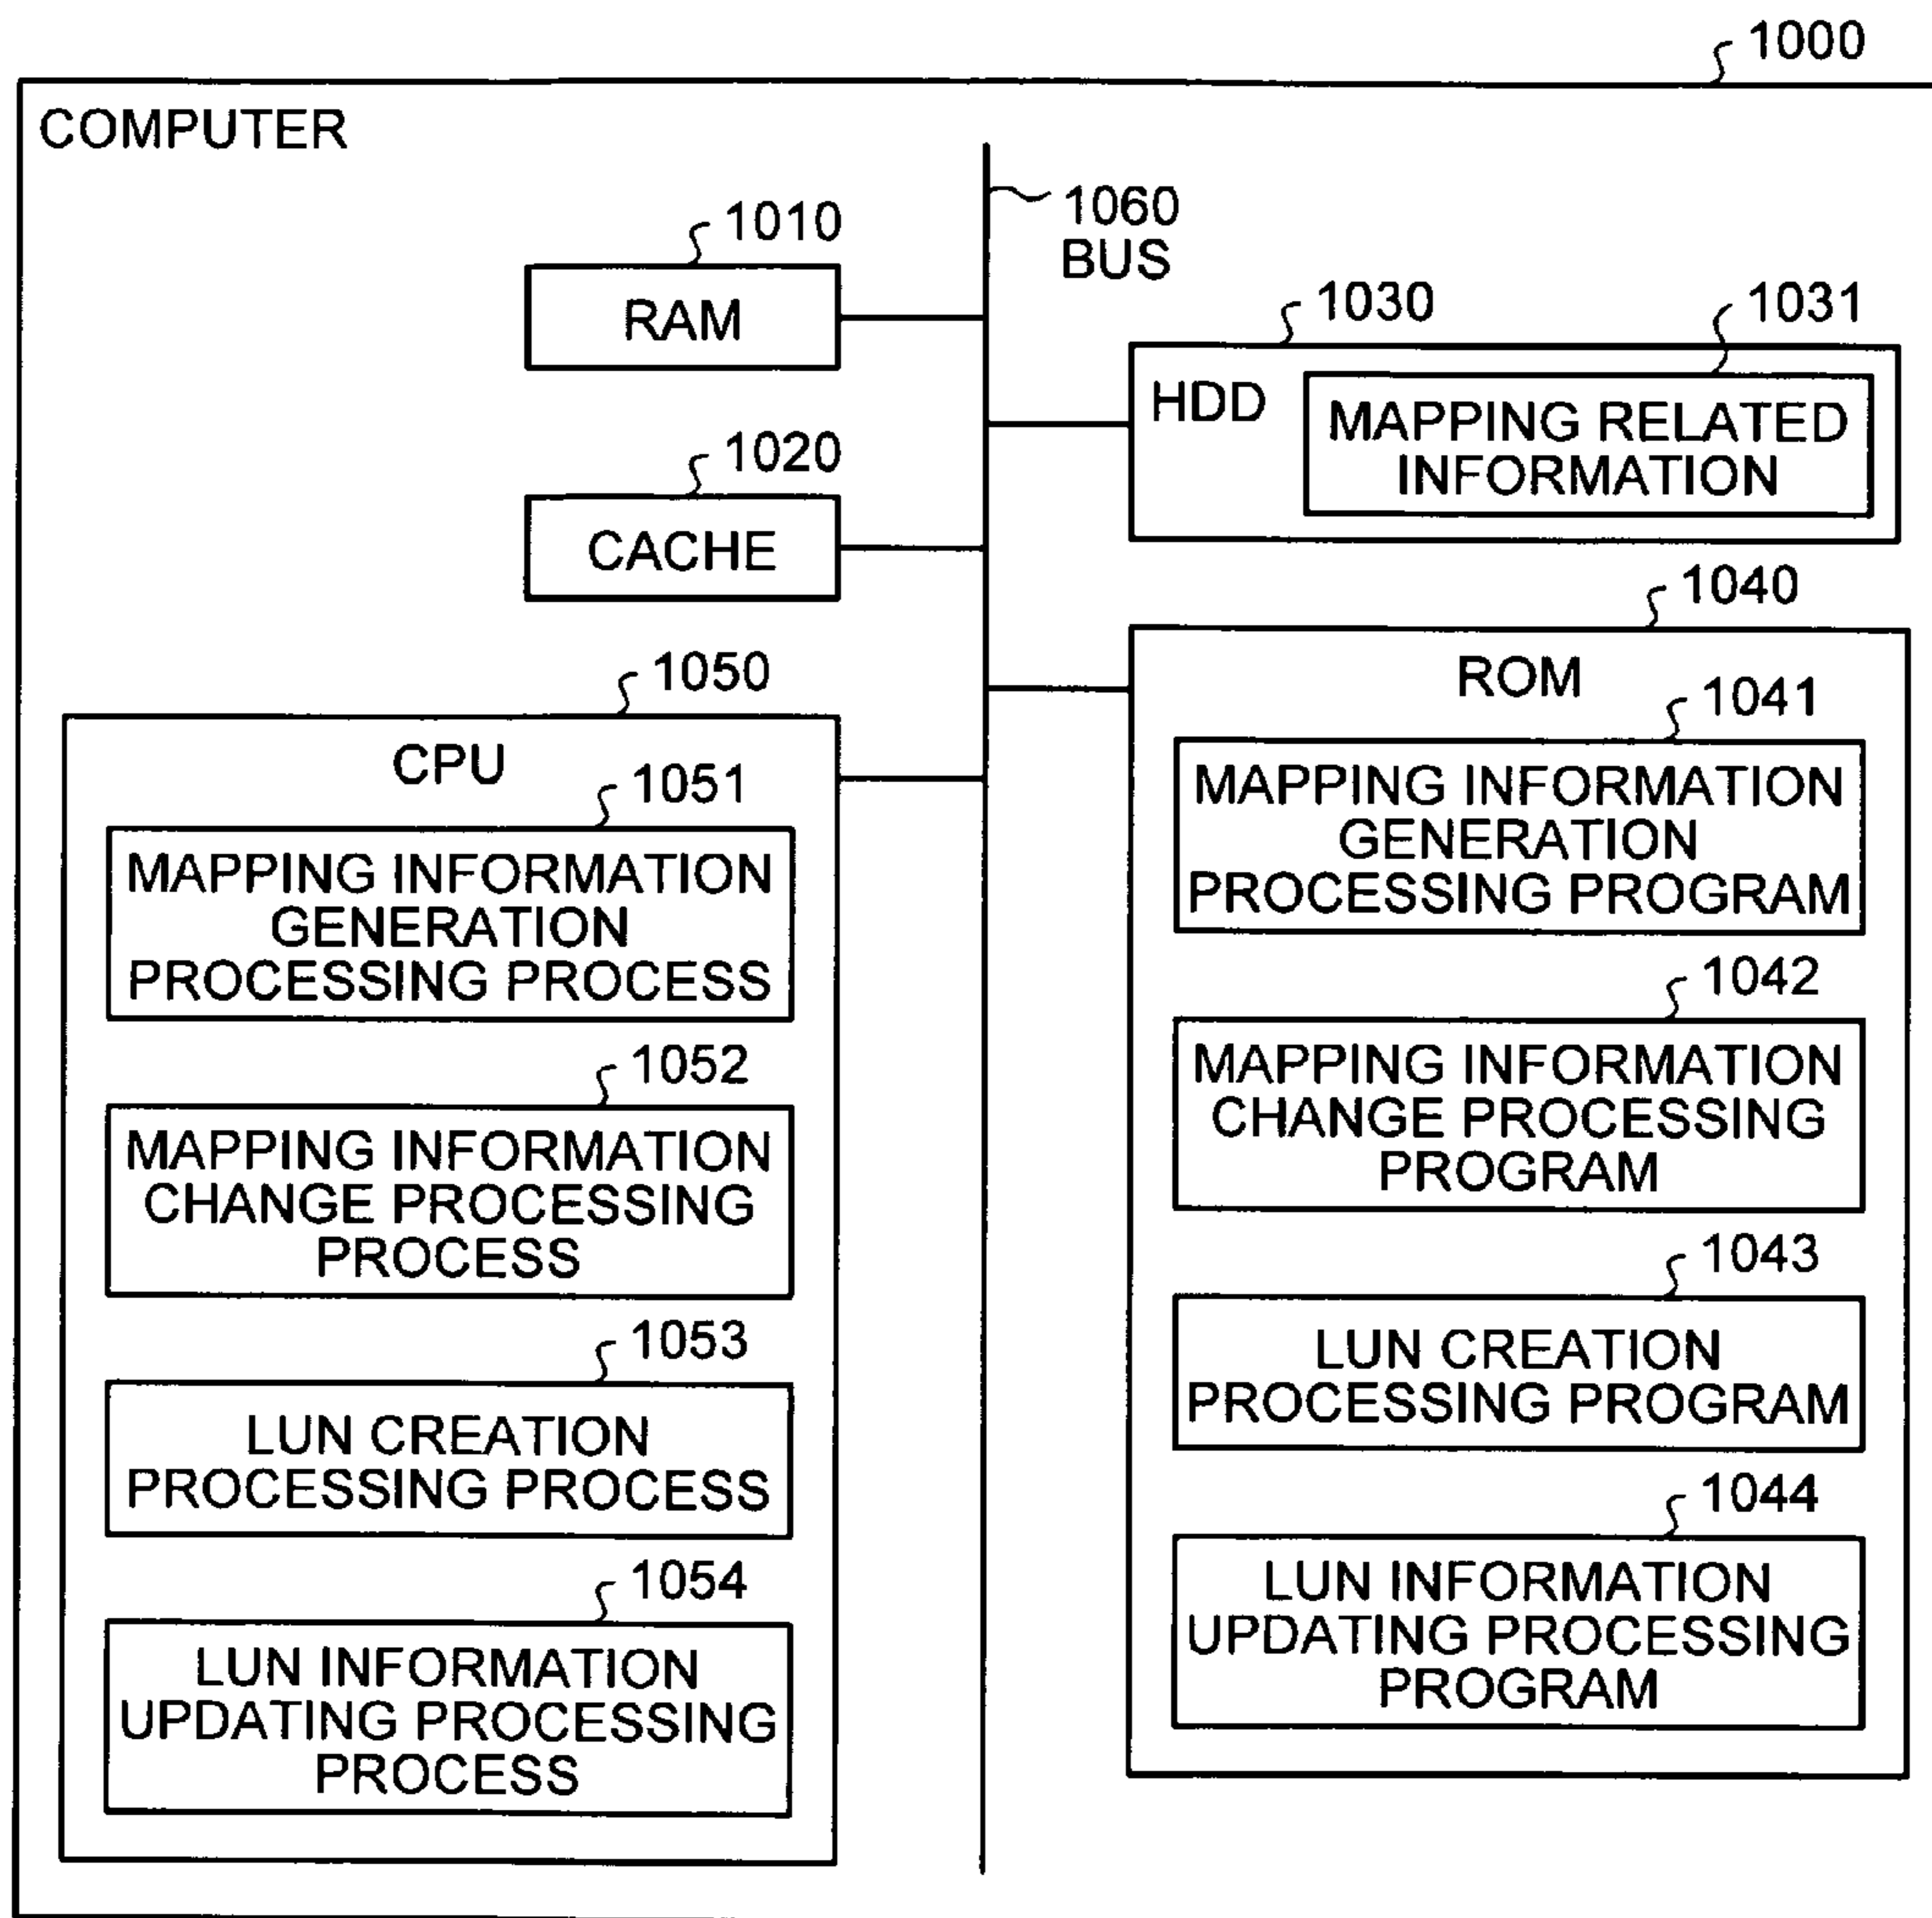 1000
COMPUTER
1060
BUS
1010
RAM
1020
CACHE
1030
HDD
1031
MAPPING RELATED
INFORMATION
1050
CPU
1051
MAPPING INFORMATION
GENERATION
PROCESSING PROCESS
1052
MAPPING INFORMATION
CHANGE PROCESSING
PROCESS
1053
LUN CREATION
PROCESSING PROCESS
1054
LUN INFORMATION
UPDATING PROCESSING
PROCESS
1040
ROM
1041
MAPPING INFORMATION
GENERATION
PROCESSING PROGRAM
1042
MAPPING INFORMATION
CHANGE PROCESSING
PROGRAM
1043
LUN CREATION
PROCESSING PROGRAM
1044
LUN INFORMATION
UPDATING PROCESSING
PROGRAM